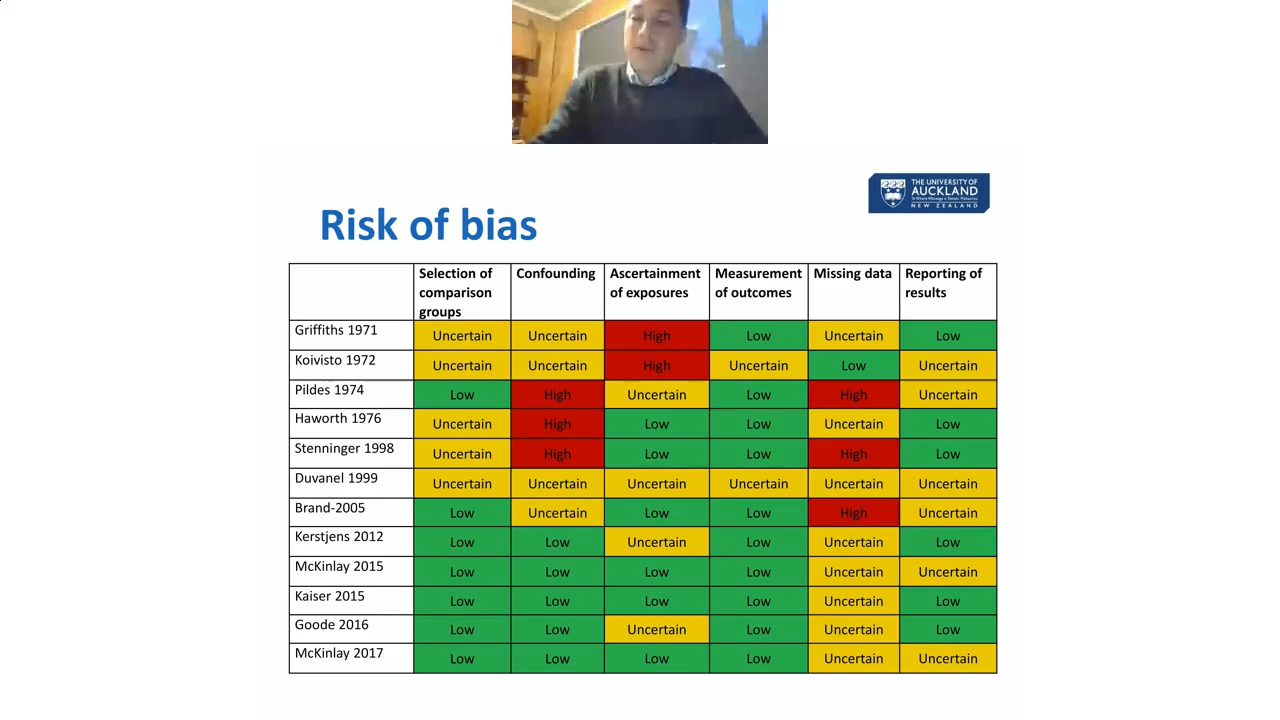 THE UNIVERSITY OF
AUCKLAND
NEW ZEALAND
Risk of bias
Selection of comparison groups Confounding Ascertainment of exposures Measurement of outcomes Missing data Reporting of results
Griffiths 1971 Uncertain Uncertain High Low Uncertain Low
Koivisto 1972 Uncertain Uncertain High Uncertain Low Uncertain
Pildes 1974 Low High Uncertain Low High Uncertain
Haworth 1976 Uncertain High Low Low Uncertain Low
Stenninger 1998 Uncertain High Low Low High Low
Duvanel 1999 Uncertain Uncertain Uncertain Uncertain Uncertain Uncertain
Brand-2005 Low Uncertain Low Low High Uncertain
Kerstjens 2012 Low Low Uncertain Low Uncertain Low
McKinlay 2015 Low Low Low Low Uncertain Uncertain
Kaiser 2015 Low Low Low Low Uncertain Low
Goode 2016 Low Low Uncertain Low Uncertain Low
McKinlay 2017 Low Low Low Low Uncertain Uncertain